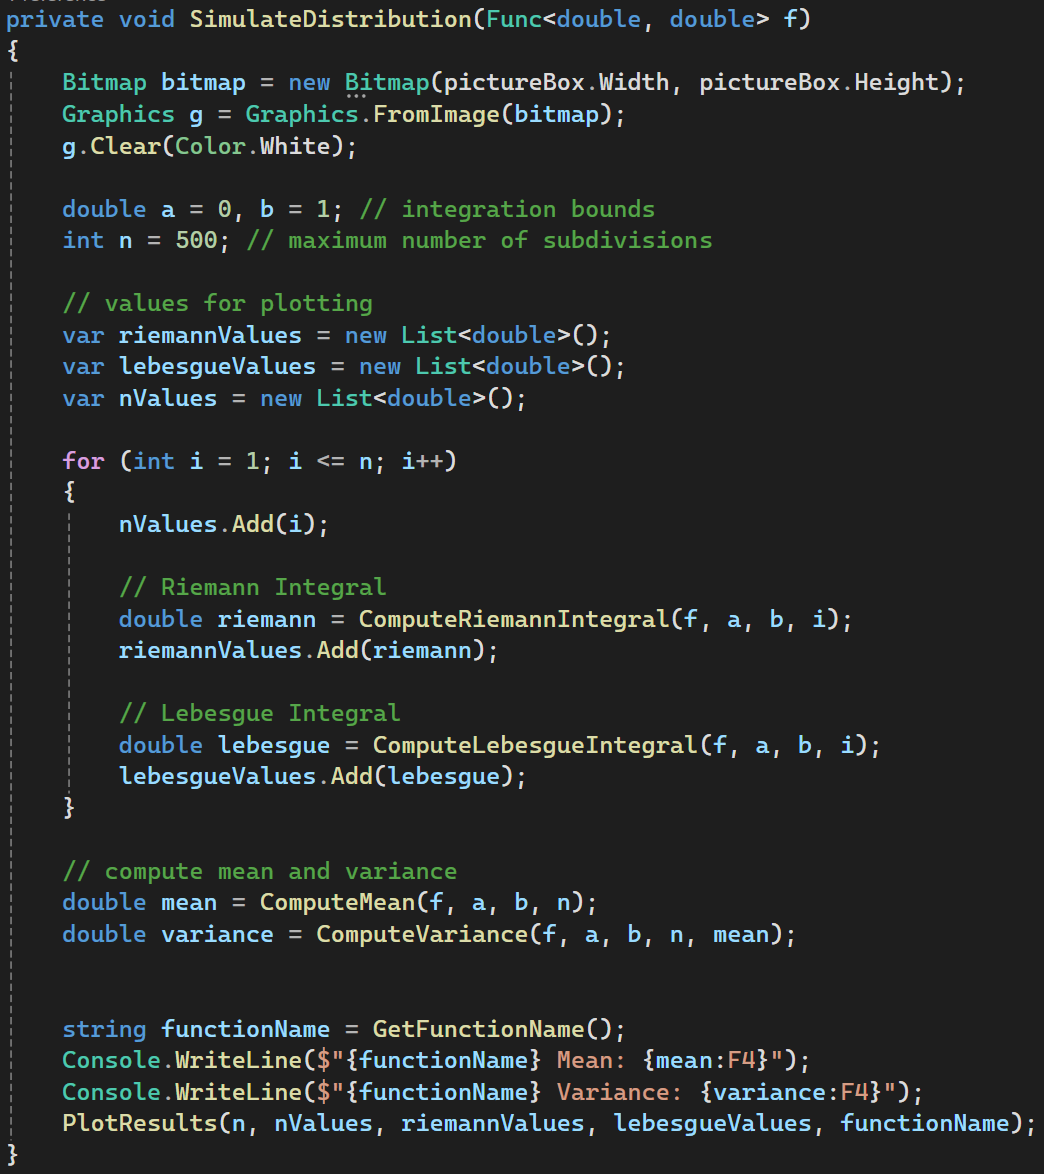 private void SimulateDistribution(Func<double, double> f)
{
    Bitmap bitmap = new Bitmap(pictureBox.Width, pictureBox.Height);
    Graphics g = Graphics.FromImage(bitmap);
    g.Clear(Color.White);

    double a = 0, b = 1; // integration bounds
    int n = 500; // maximum number of subdivisions

    // values for plotting
    var riemannValues = new List<double>();
    var lebesgueValues = new List<double>();
    var nValues = new List<double>();

    for (int i = 1; i <= n; i++)
    {
        nValues.Add(i);

        // Riemann Integral
        double riemann = ComputeRiemannIntegral(f, a, b, i);
        riemannValues.Add(riemann);

        // Lebesgue Integral
        double lebesgue = ComputeLebesgueIntegral(f, a, b, i);
        lebesgueValues.Add(lebesgue);
    }

    // compute mean and variance
    double mean = ComputeMean(f, a, b, n);
    double variance = ComputeVariance(f, a, b, n, mean);


    string functionName = GetFunctionName();
    Console.WriteLine($"{functionName} Mean: {mean:F4}");
    Console.WriteLine($"{functionName} Variance: {variance:F4}");
    PlotResults(n, nValues, riemannValues, lebesgueValues, functionName);
}